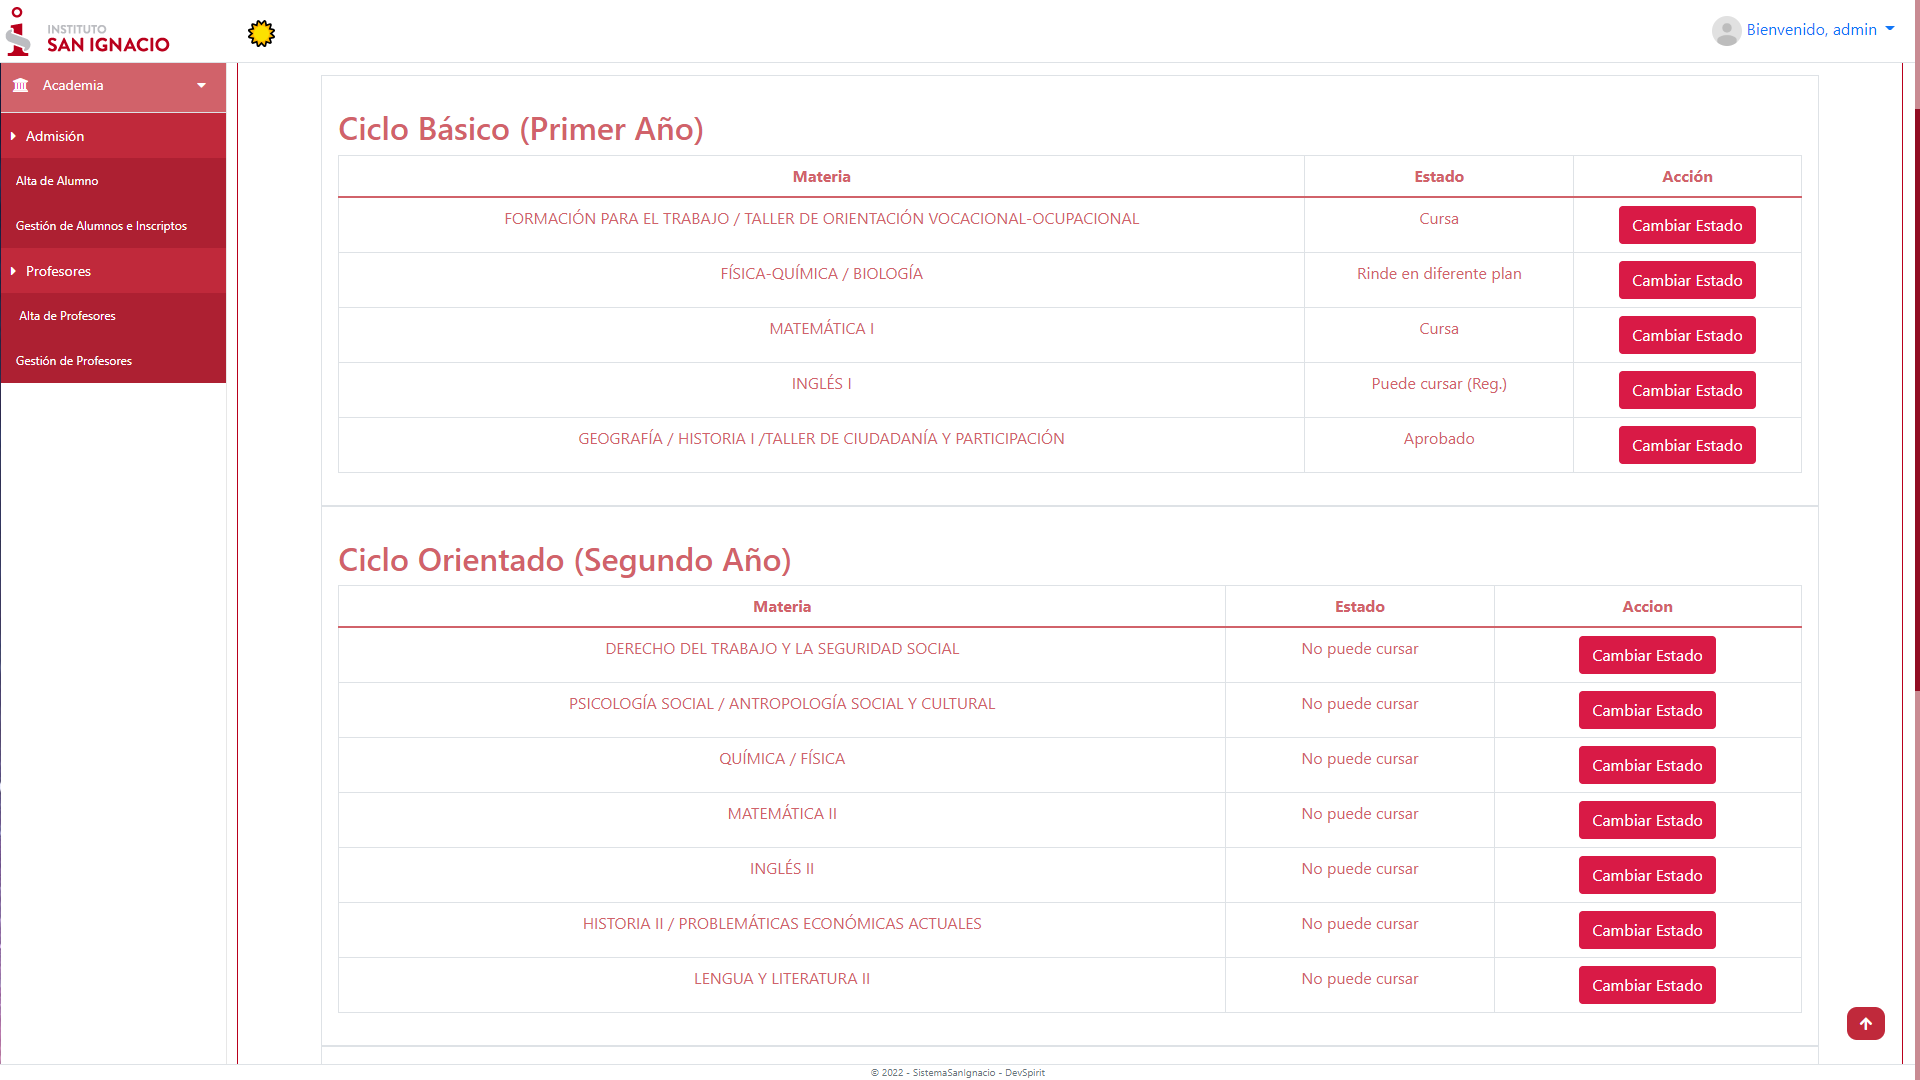 INSTITUTO
SAN IGNACIO
Bienvenido, admin
Academia
Admisión
Alta de Alumno
Gestión de Alumnos e Inscriptos
Profesores
Alta de Profesores
Gestión de Profesores
Ciclo Básico (Primer Año)
Materia Estado Acción
FORMACIÓN PARA EL TRABAJO / TALLER DE ORIENTACIÓN VOCACIONAL-OCUPACIONAL Cursa Cambiar Estado
FÍSICA-QUÍMICA / BIOLOGÍA Rinde en diferente plan Cambiar Estado
MATEMÁTICA I Cursa Cambiar Estado
INGLÉS I Puede cursar (Reg.) Cambiar Estado
GEOGRAFÍA / HISTORIA I /TALLER DE CIUDADANÍA Y PARTICIPACIÓN Aprobado Cambiar Estado
Ciclo Orientado (Segundo Año)
Materia Estado Accion
DERECHO DEL TRABAJO Y LA SEGURIDAD SOCIAL No puede cursar Cambiar Estado
PSICOLOGÍA SOCIAL / ANTROPOLOGÍA SOCIAL Y CULTURAL No puede cursar Cambiar Estado
QUÍMICA / FÍSICA No puede cursar Cambiar Estado
MATEMÁTICA II No puede cursar Cambiar Estado
INGLÉS II No puede cursar Cambiar Estado
HISTORIA II / PROBLEMÁTICAS ECONÓMICAS ACTUALES No puede cursar Cambiar Estado
LENGUA Y LITERATURA II No puede cursar Cambiar Estado
© 2022 - SistemaSanIgnacio - DevSpirit